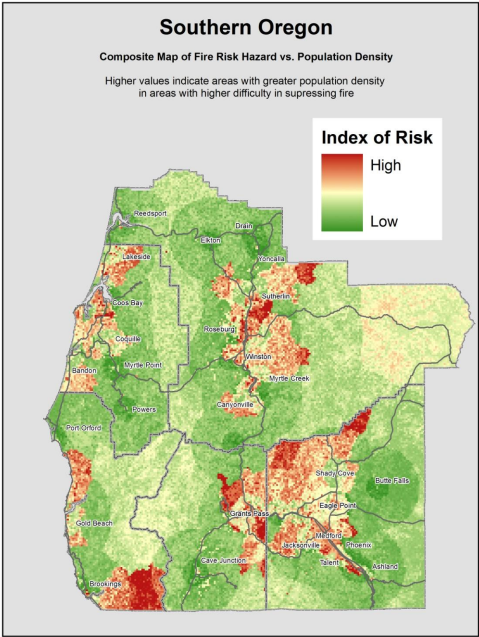 Southern Oregon
Composite Map of Fire Risk Hazard vs. Population Density
Higher values indicate areas with greater population density
in areas with higher difficulty in supressing fire
Index of Risk
High
Low
Reedsport
Drain
Elkton
Yoncalla
Lakeside
Sutherlin
Coos Bay
Roseburg
Coquille
Winston
Myrtle Point
Bandon
Myrtle Creek
Canyonville
Powers
Port Orford
Shady Cove
Butte Falls
Eagle Point
Grants Pass
Gold Beach
Medford
Jacksonville
Phoenix
Cave Junction
Talent
Ashland
Brookings